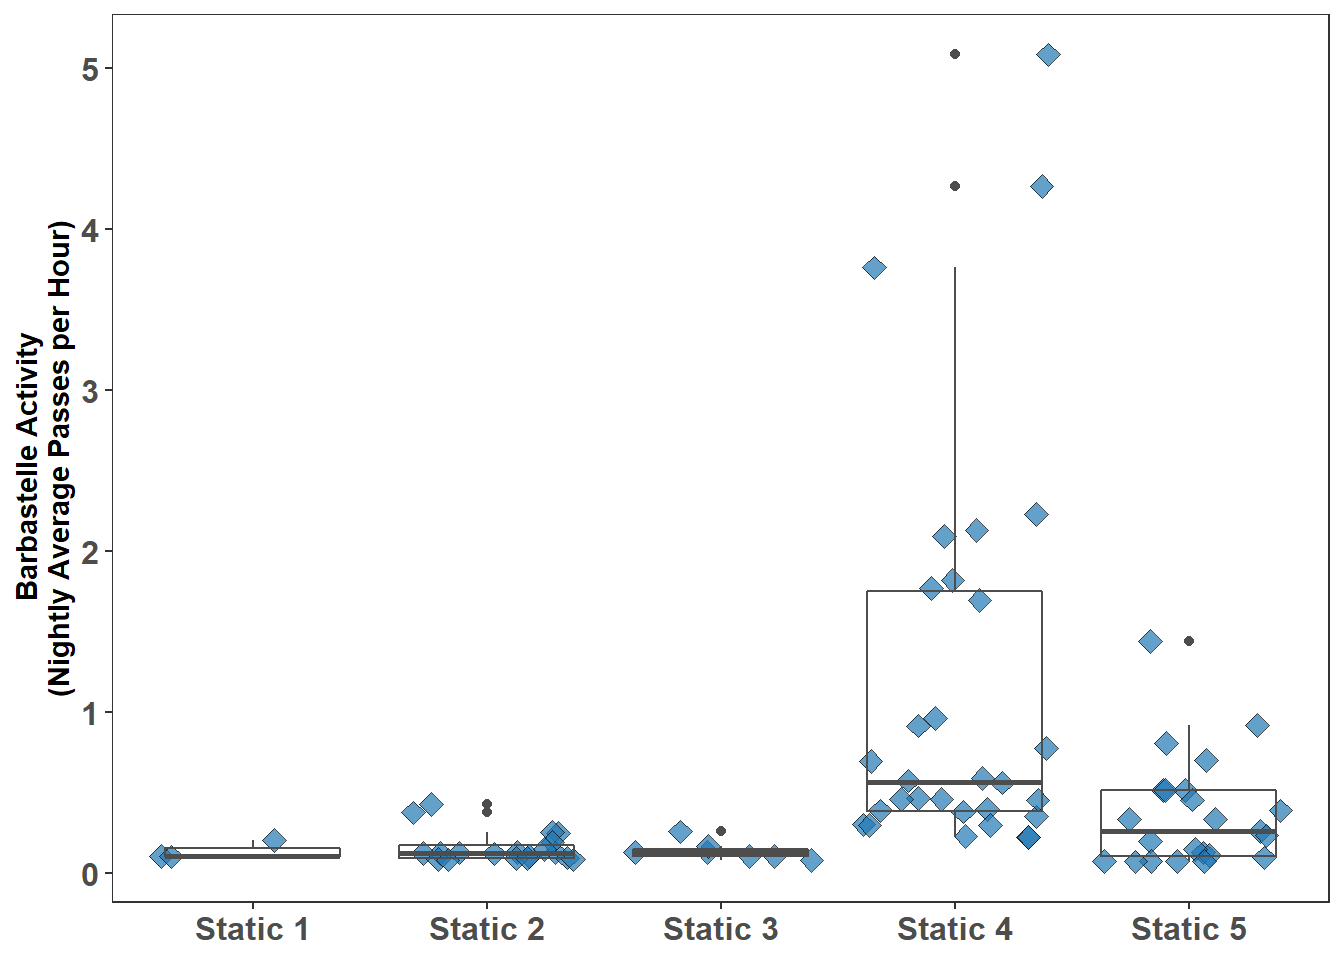 Barbastelle Activity
(Nightly Average Passes per Hour)
5
4
3
2
1
0
Static 1
Static 2
Static 3
Static 4
Static 5